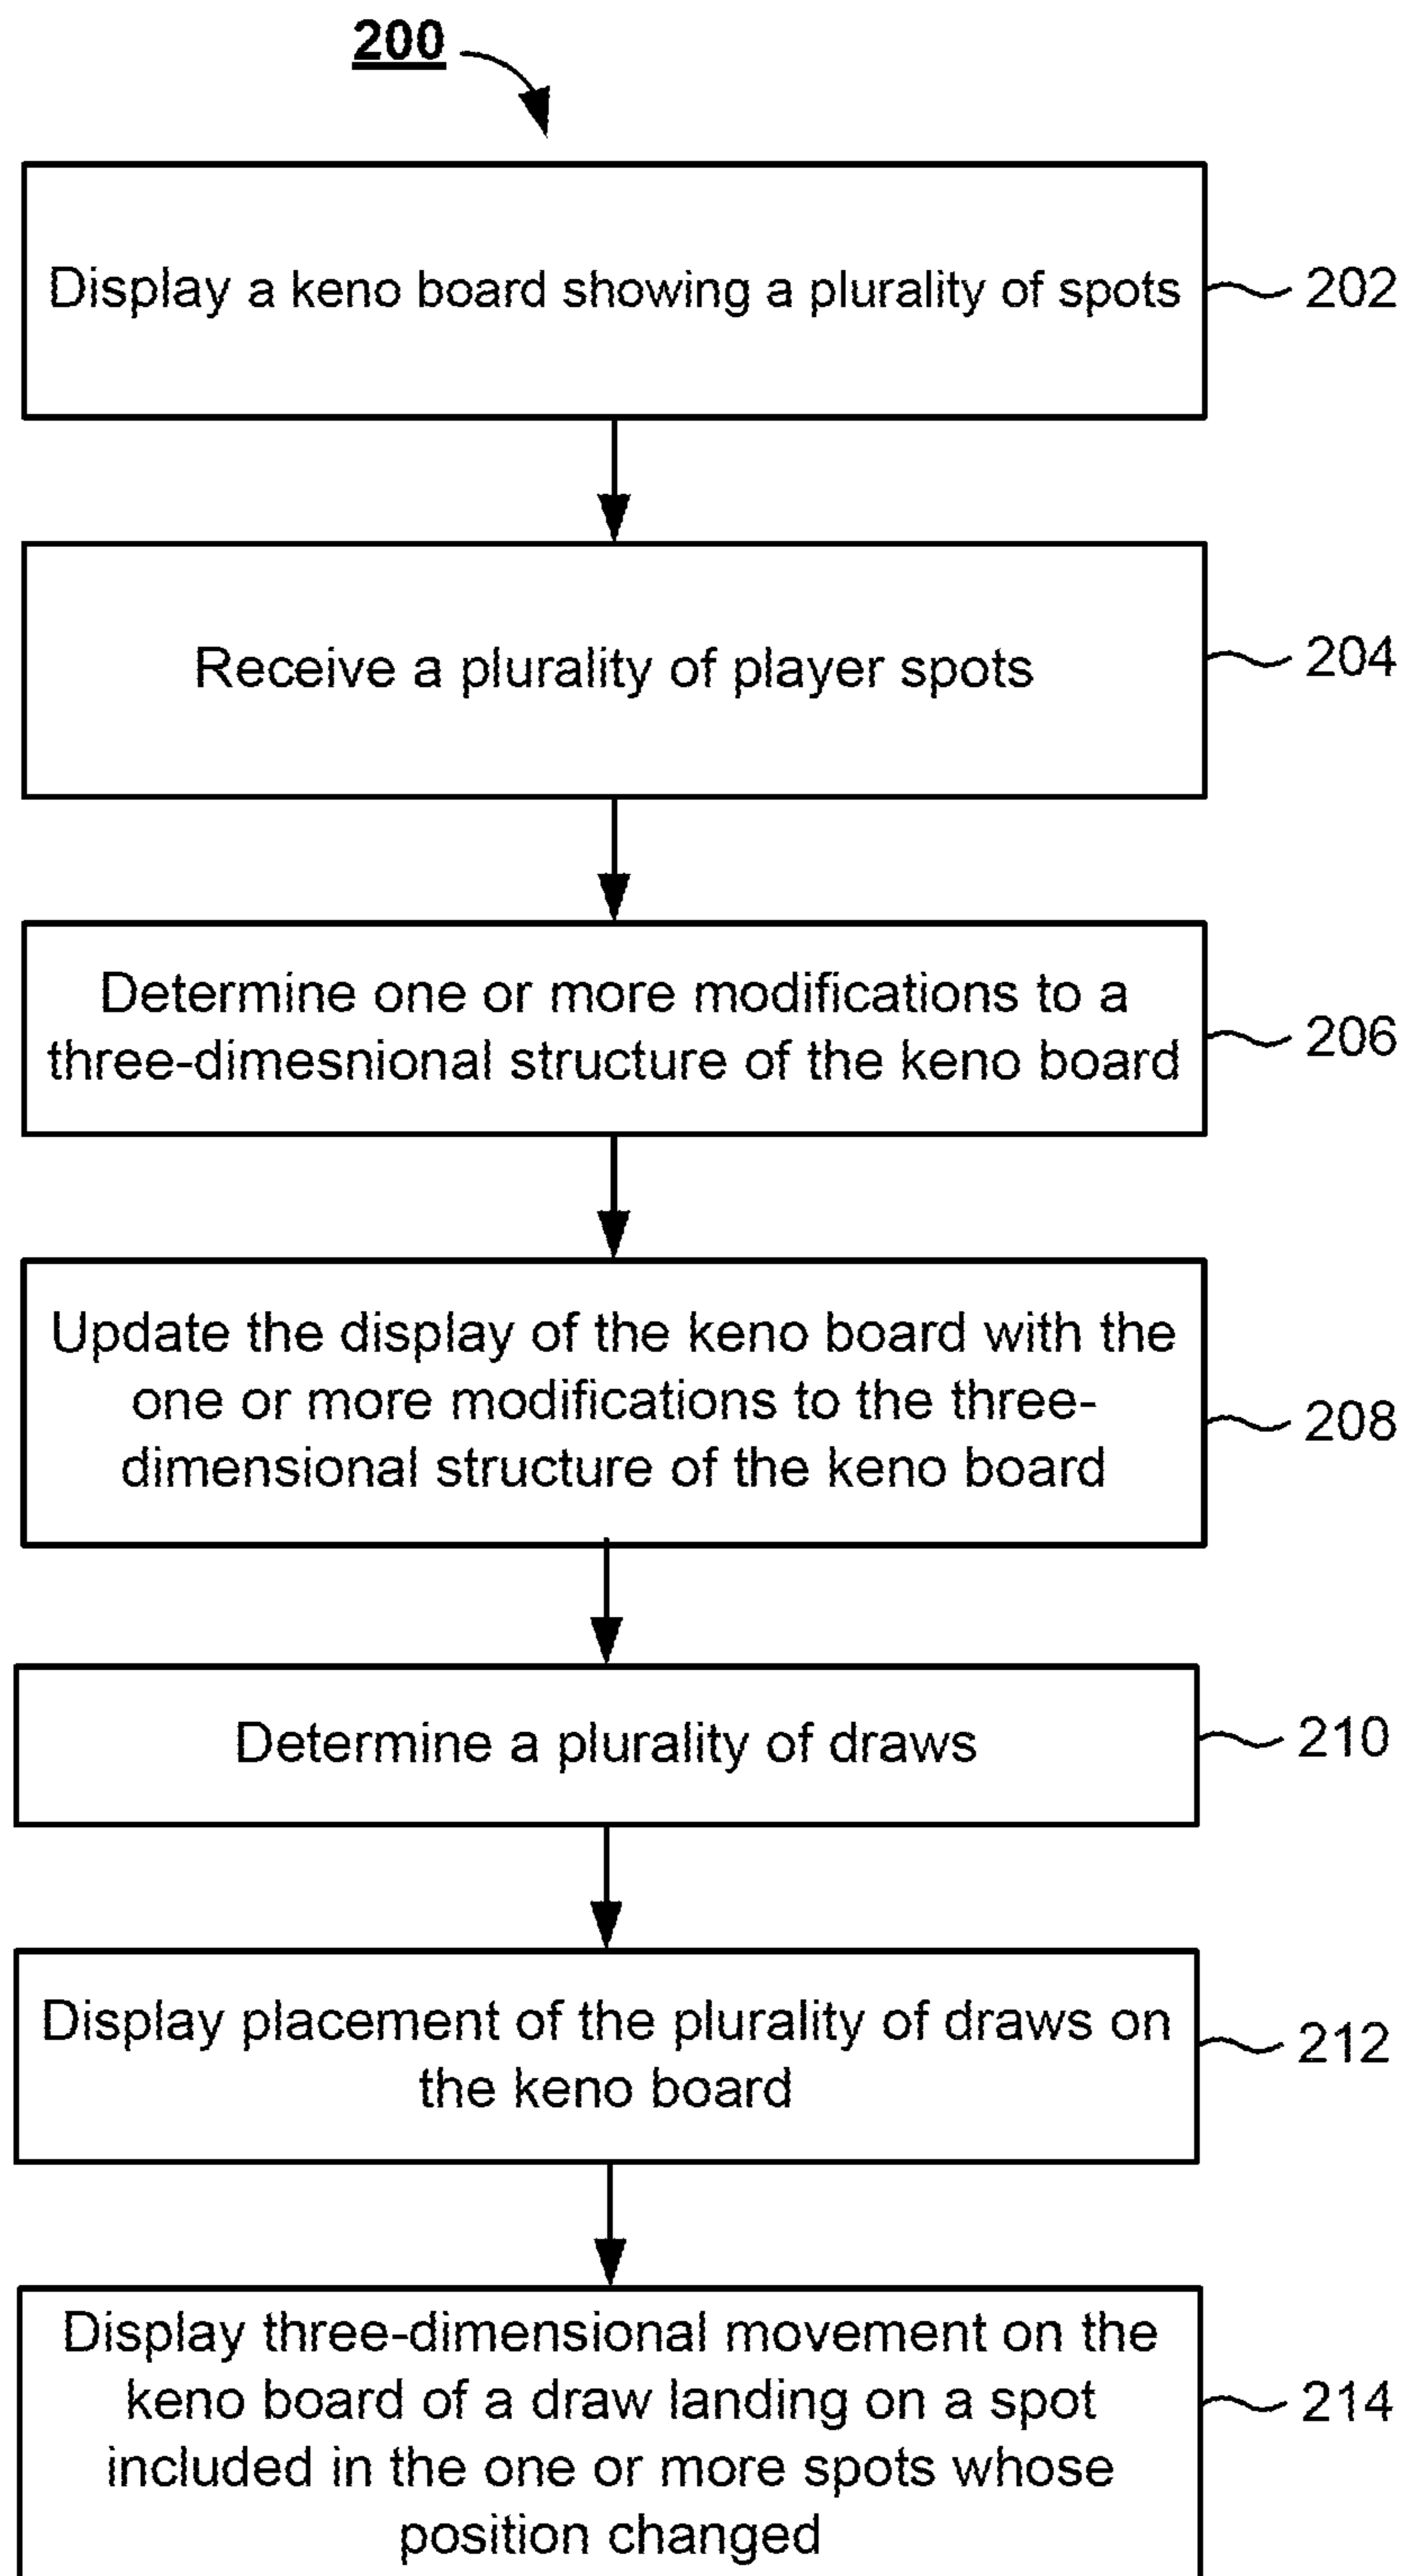 200
Display a keno board showing a plurality of spots
202
Receive a plurality of player spots
204
Determine one or more modifications to a
three-dimesnional structure of the keno board
206
Update the display of the keno board with the
one or more modifications to the three-
dimensional structure of the keno board
208
Determine a plurality of draws
210
Display placement of the plurality of draws on
the keno board
212
Display three-dimensional movement on the
keno board of a draw landing on a spot
included in the one or more spots whose
position changed
214